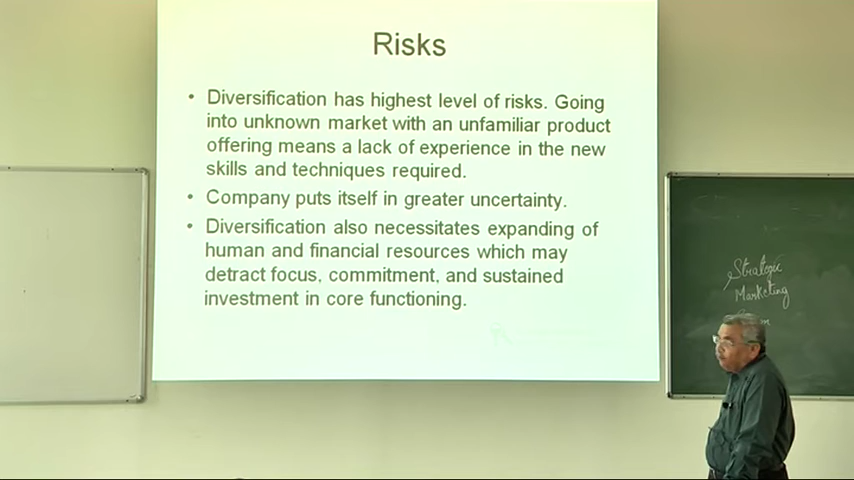 Risks
• Diversification has highest level of risks. Going
into unknown market with an unfamiliar product
offering means a lack of experience in the new
skills and techniques required.
• Company puts itself in greater uncertainty.
• Diversification also necessitates expanding of
human and financial resources which may
detract focus, commitment, and sustained
investment in core functioning.
Strategic
Marketing